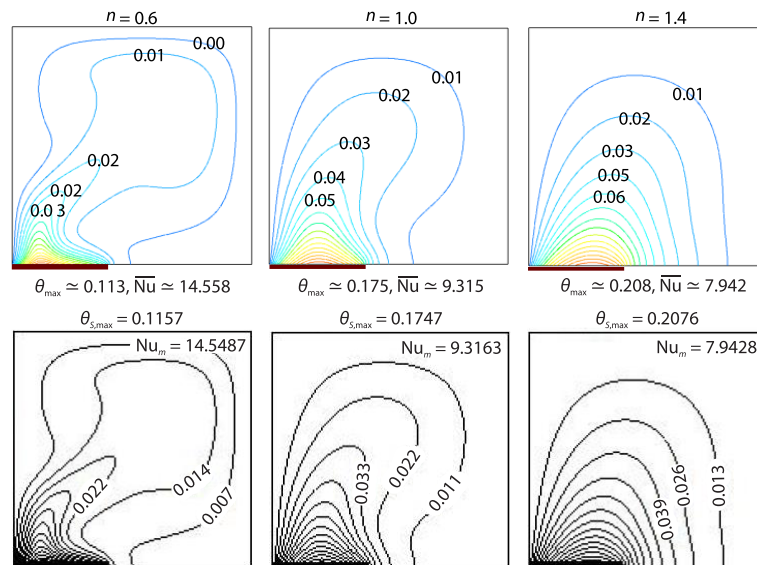 n = 0.6
n = 1.0
n = 1.4
0.00
0.01
0.02
0.02
0.0 3
0.01
0.02
0.03
0.04
0.05
0.01
0.02
0.03
0.05
0.06
θmax ≃ 0.113, N̅u̅ ≃ 14.558
θmax ≃ 0.175, N̅u̅ ≃ 9.315
θmax ≃ 0.208, N̅u̅ ≃ 7.942
θS,max = 0.1157
θS,max = 0.1747
θS,max = 0.2076
Num = 14.5487
Num = 9.3163
Num = 7.9428
0.022
0.014
0.007
0.033
0.022
0.011
0.039
0.026
0.013